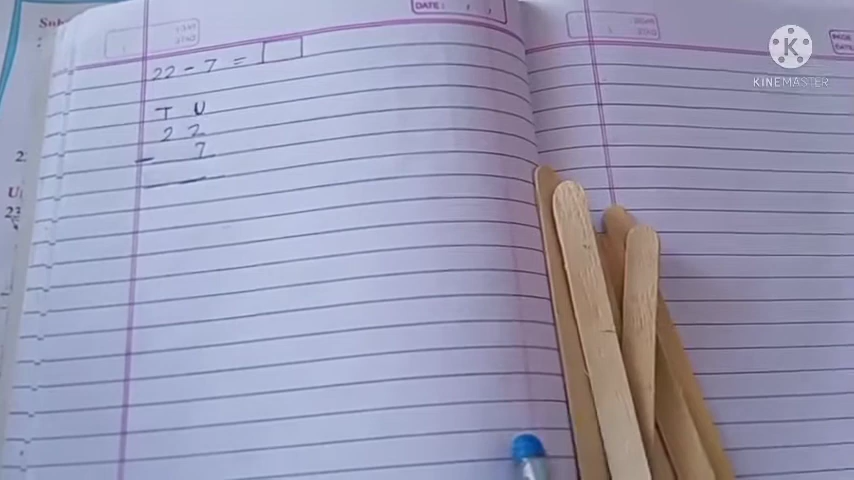 22 - 7 =
T U
2 2
- 7
DATE :
KINEMASTER